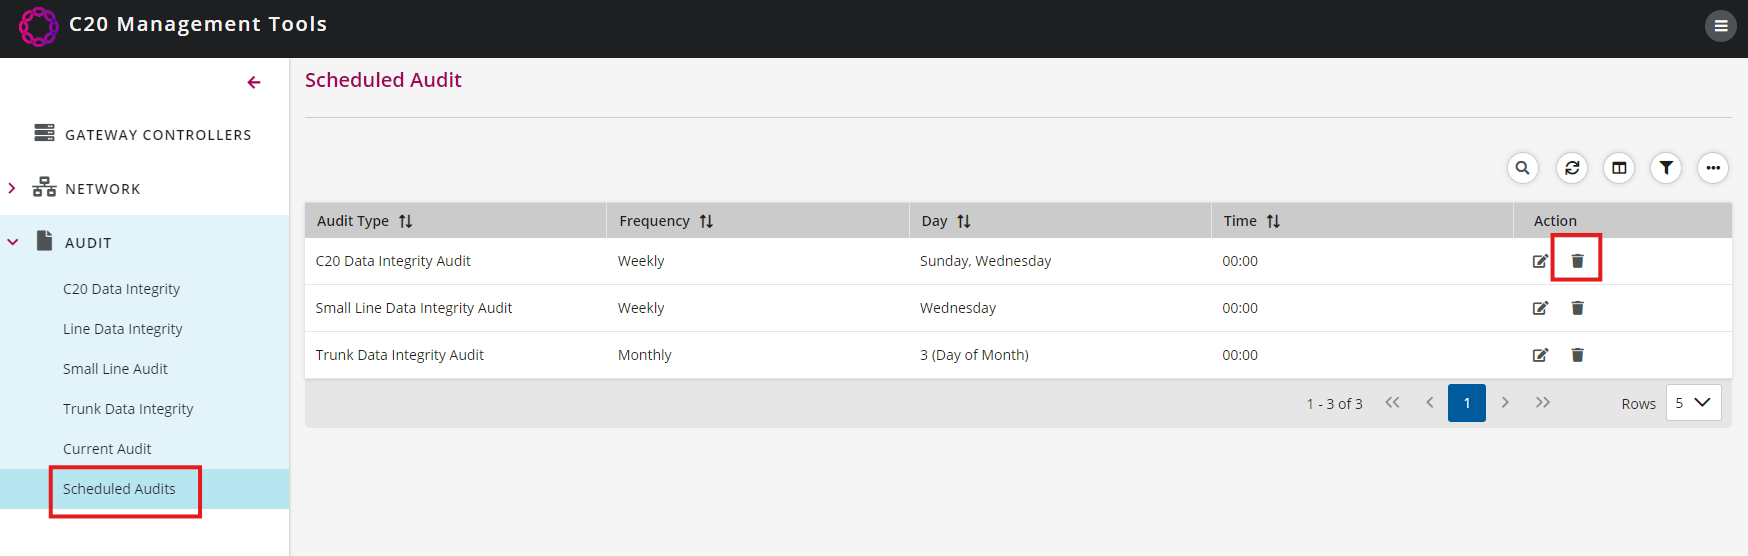 C20 Management Tools
Scheduled Audit
GATEWAY CONTROLLERS
NETWORK
AUDIT
C20 Data Integrity
Line Data Integrity
Small Line Audit
Trunk Data Integrity
Current Audit
Scheduled Audits
Audit Type Frequency Day Time Action
C20 Data Integrity Audit Weekly Sunday, Wednesday 00:00
Small Line Data Integrity Audit Weekly Wednesday 00:00
Trunk Data Integrity Audit Monthly 3 (Day of Month) 00:00
1 - 3 of 3 << < 1 > >> Rows 5